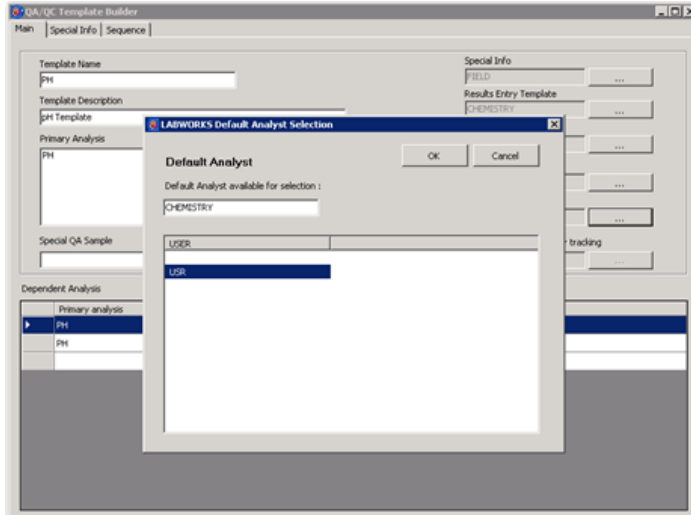 QA/QC Template Builder
Main Special Info Sequence
Template Name
PH
Template Description
pH Template
Primary Analysis
PH
Special QA Sample
Special Info
FIELD
...
Results Entry Template
CHEMISTRY
...
...
...
...
tracking
...
LABWORKS Default Analyst Selection
Default Analyst
OK Cancel
Default Analyst available for selection :
CHEMISTRY
USER
USR
Dependent Analysis
Primary analysis
PH
PH